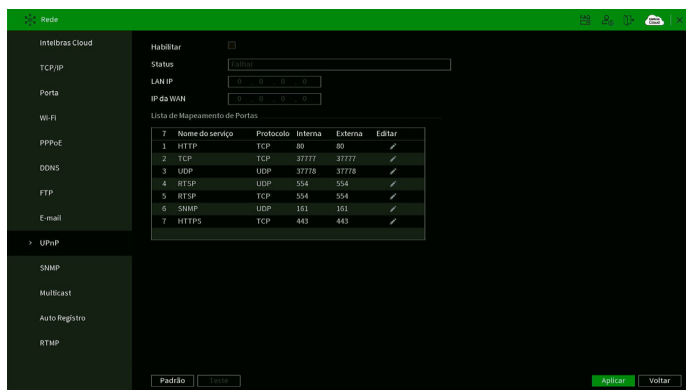 Rede
Intelbras Cloud
TCP/IP
Porta
Wi-Fi
PPPoE
DDNS
FTP
E-mail
> UPnP
SNMP
Multicast
Auto Registro
RTMP
Habilitar
Status Falha!
LAN IP 0 . 0 . 0 . 0
IP da WAN 0 . 0 . 0 . 0
Lista de Mapeamento de Portas
7 Nome do serviço Protocolo Interna Externa Editar
1 HTTP TCP 80 80
2 TCP TCP 37777 37777
3 UDP UDP 37778 37778
4 RTSP UDP 554 554
5 RTSP TCP 554 554
6 SNMP UDP 161 161
7 HTTPS TCP 443 443
Padrão Teste Aplicar Voltar